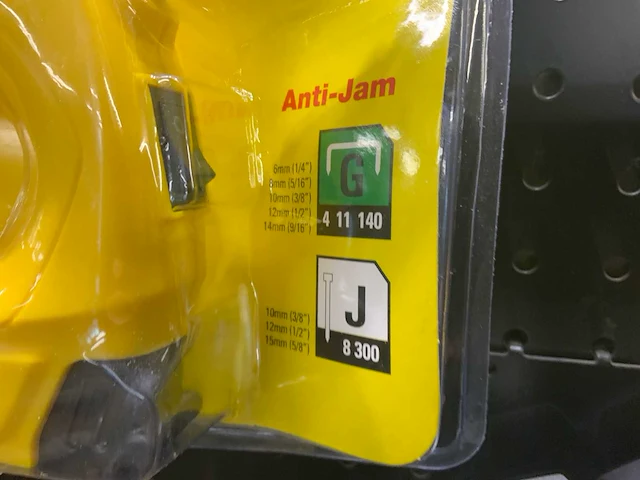 Anti-Jam
6mm (1/4")
8mm (5/16")
10mm (3/8")
12mm (1/2")
14mm (9/16")
G
4 11 140
10mm (3/8")
12mm (1/2")
15mm (5/8")
J
8 300